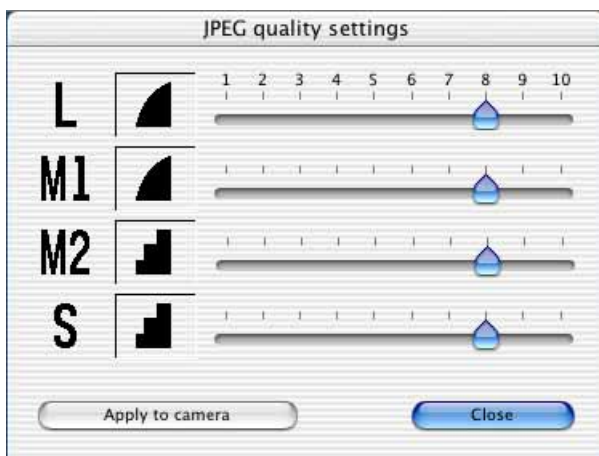 JPEG quality settings
L 1 2 3 4 5 6 7 8 9 10
M1
M2
S
Apply to camera Close